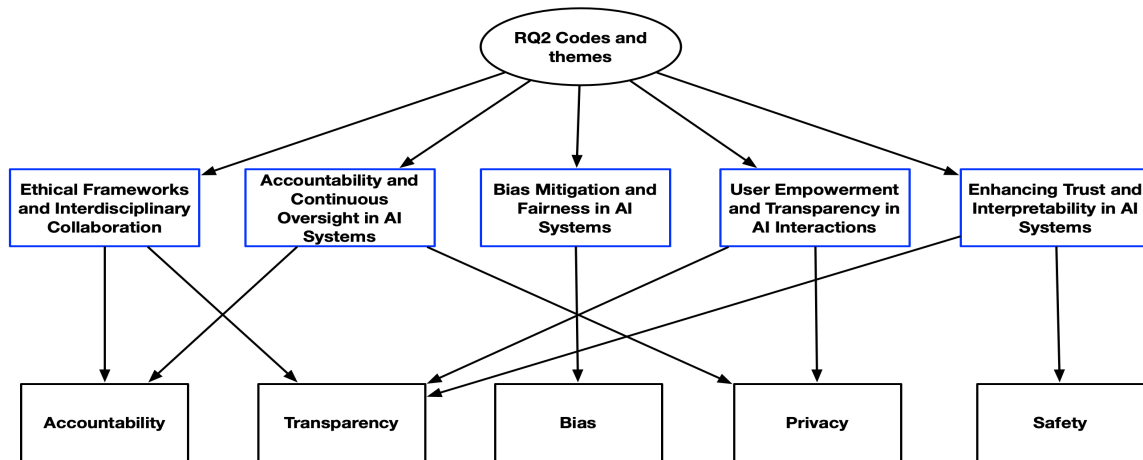 RQ2 Codes and
themes
Ethical Frameworks
and Interdisciplinary
Collaboration
Accountability and
Continuous
Oversight in AI
Systems
Bias Mitigation and
Fairness in AI
Systems
User Empowerment
and Transparency in
AI Interactions
Enhancing Trust and
Interpretability in AI
Systems
Accountability
Transparency
Bias
Privacy
Safety